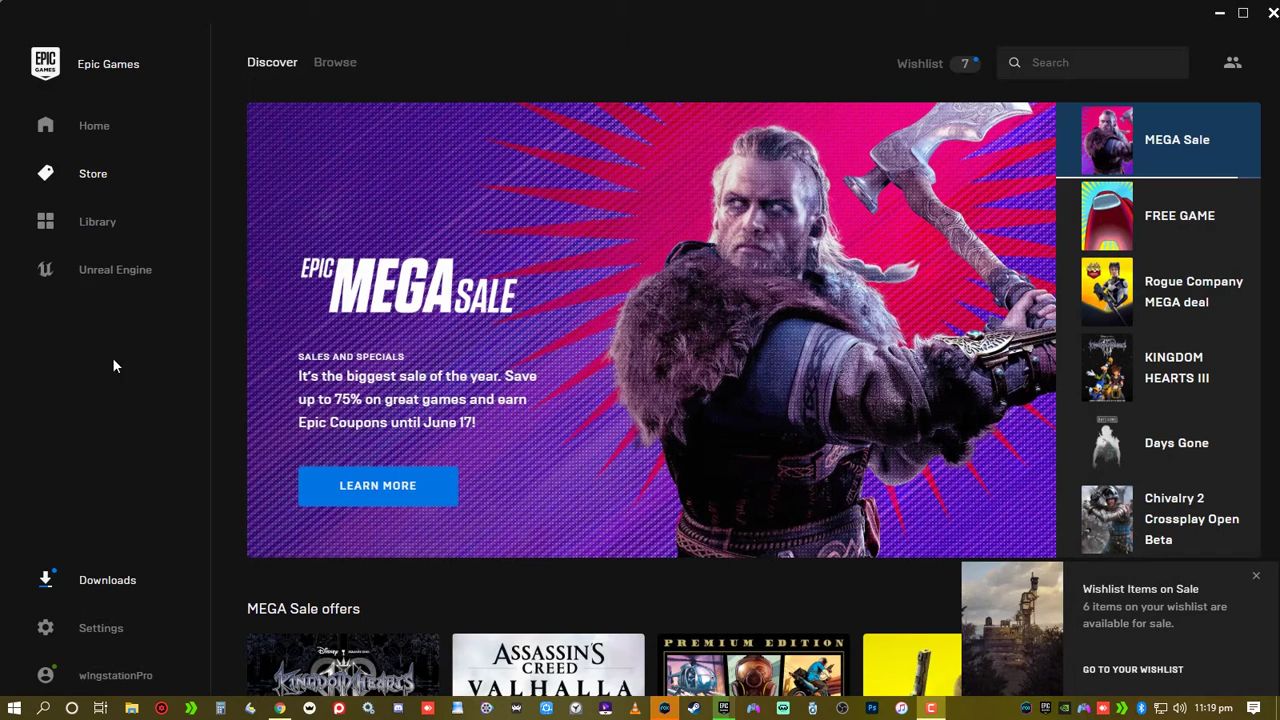 EPIC
GAMES
Epic Games
Home
Store
Library
Unreal Engine
Downloads
Settings
wIngstationPro
Discover
Browse
Wishlist
7
Search
EPIC
MEGA SALE
SALES AND SPECIALS
It's the biggest sale of the year. Save
up to 75% on great games and earn
Epic Coupons until June 17!
LEARN MORE
MEGA Sale
FREE GAME
Rogue Company
MEGA deal
KINGDOM
HEARTS III
Days Gone
Chivalry 2
Crossplay Open
Beta
MEGA Sale offers
Disney
KINGDOM HEARTS
ASSASSIN'S
CREED
VALHALLA
PREMIUM EDITION
Wishlist Items on Sale
6 items on your wishlist are
available for sale.
GO TO YOUR WISHLIST
11:19 pm